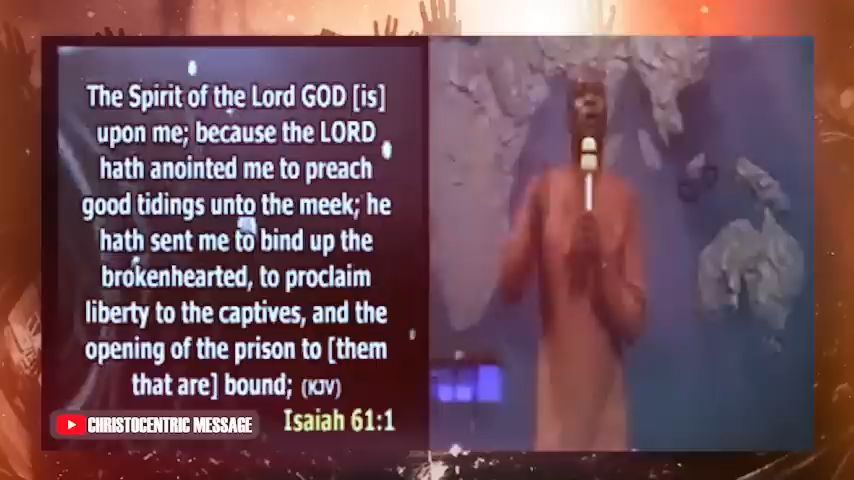 The Spirit of the Lord GOD [is]
upon me; because the LORD
hath anointed me to preach
good tidings unto the meek; he
hath sent me to bind up the
brokenhearted, to proclaim
liberty to the captives, and the
opening of the prison to [them
that are] bound; (KJV)
Isaiah 61:1
CHRISTOCENTRIC MESSAGE